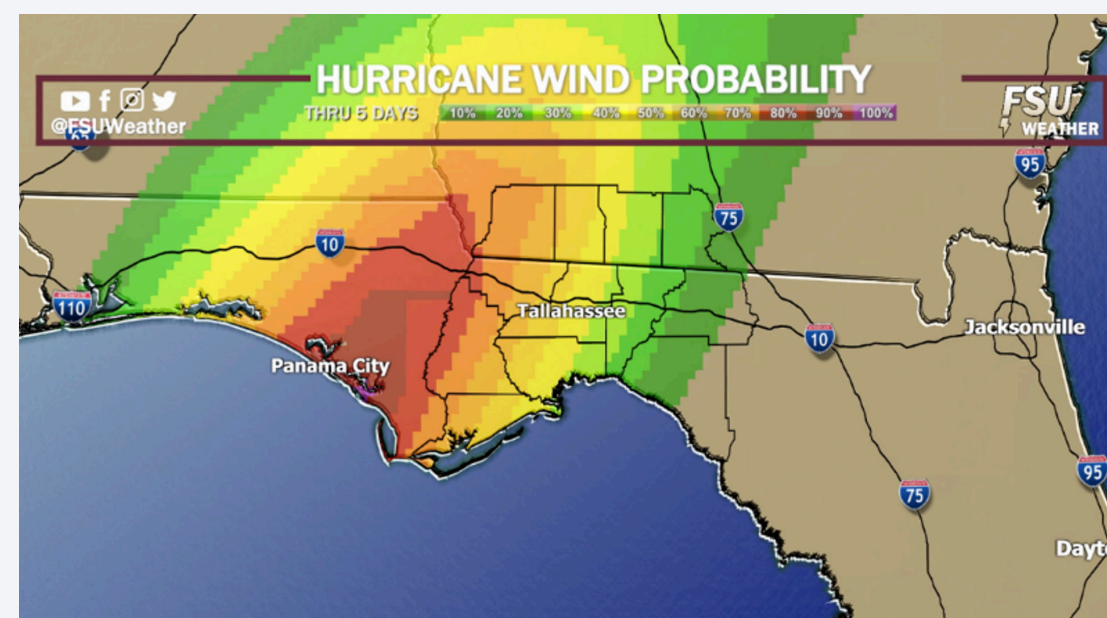 HURRICANE WIND PROBABILITY
THRU 5 DAYS 10% 20% 30% 40% 50% 60% 70% 80% 90% 100%
@FSUWeather
FSU
WEATHER
65
95
75
10
110
Tallahassee
Jacksonville
10
Panama City
95
75
Dayt